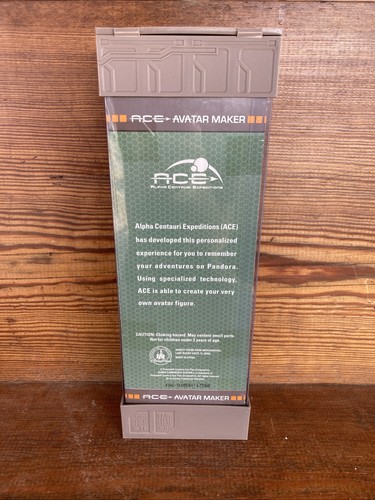 ACE AVATAR MAKER
ACE
ALPHA CENTAURI EXPEDITIONS
Alpha Centauri Expeditions (ACE)
has developed this personalized
experience for you to remember
your adventures on Pandora.
Using specialized technology,
ACE is able to create your very
own avatar figure.
CAUTION: Choking hazard. May contain small parts.
Not for children under 3 years of age.
ACE AVATAR MAKER